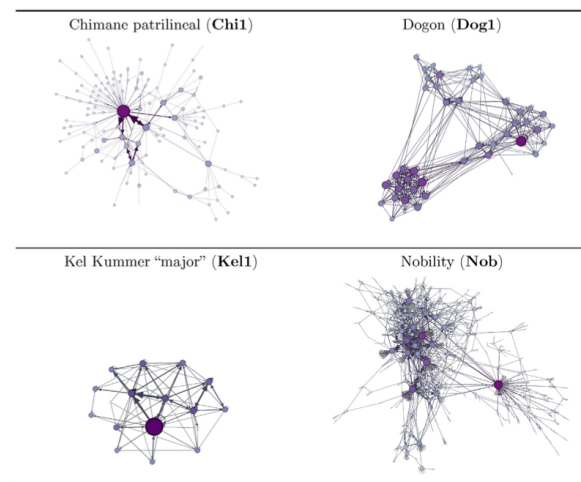 Chimane patrilineal (Chi1)
Dogon (Dog1)
Kel Kummer “major” (Kel1)
Nobility (Nob)